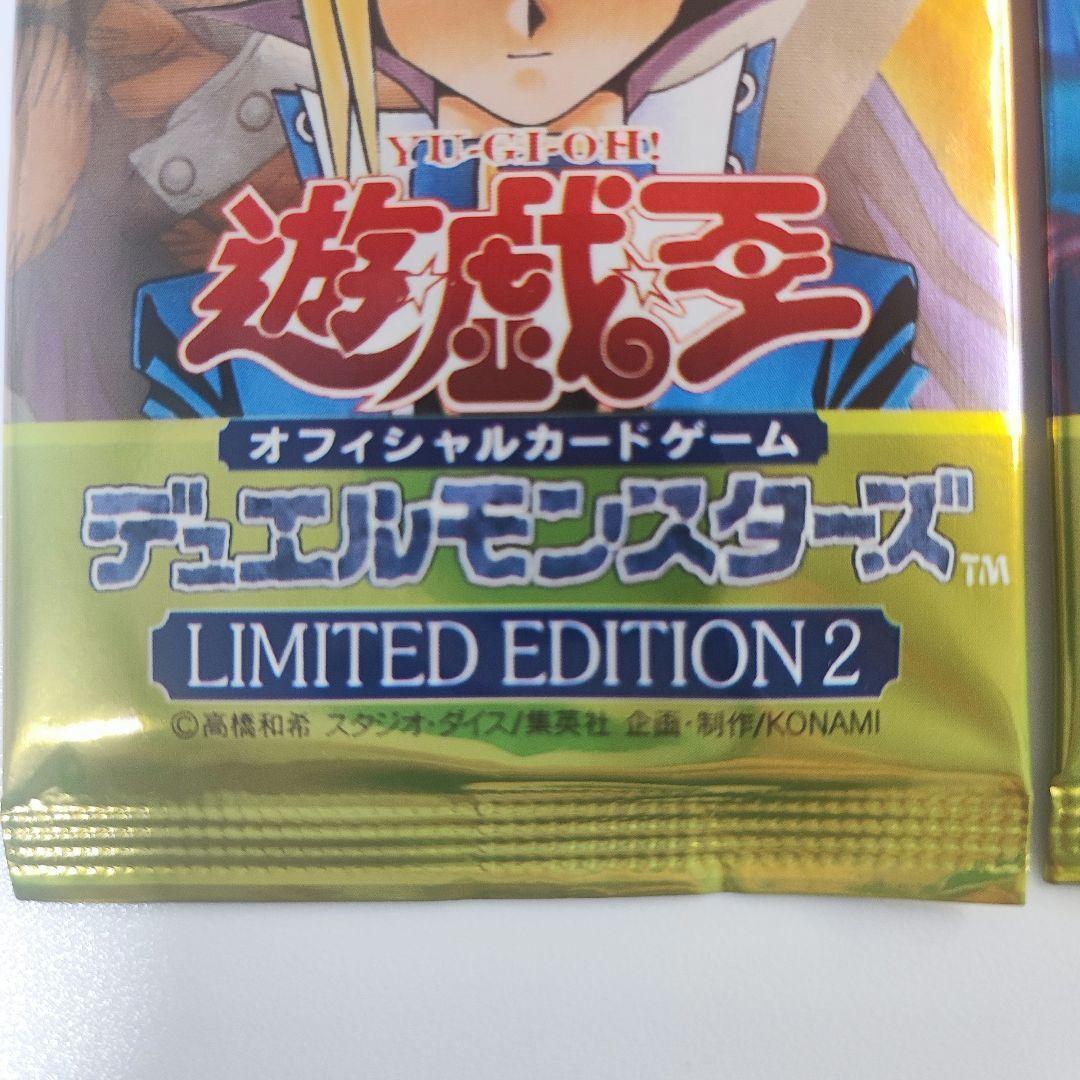 YU-GI-OH!
遊戯王
オフィシャルカードゲーム
デュエルモンスターズ™
LIMITED EDITION 2
©高橋和希 スタジオ・ダイス/集英社 企画・制作/KONAMI